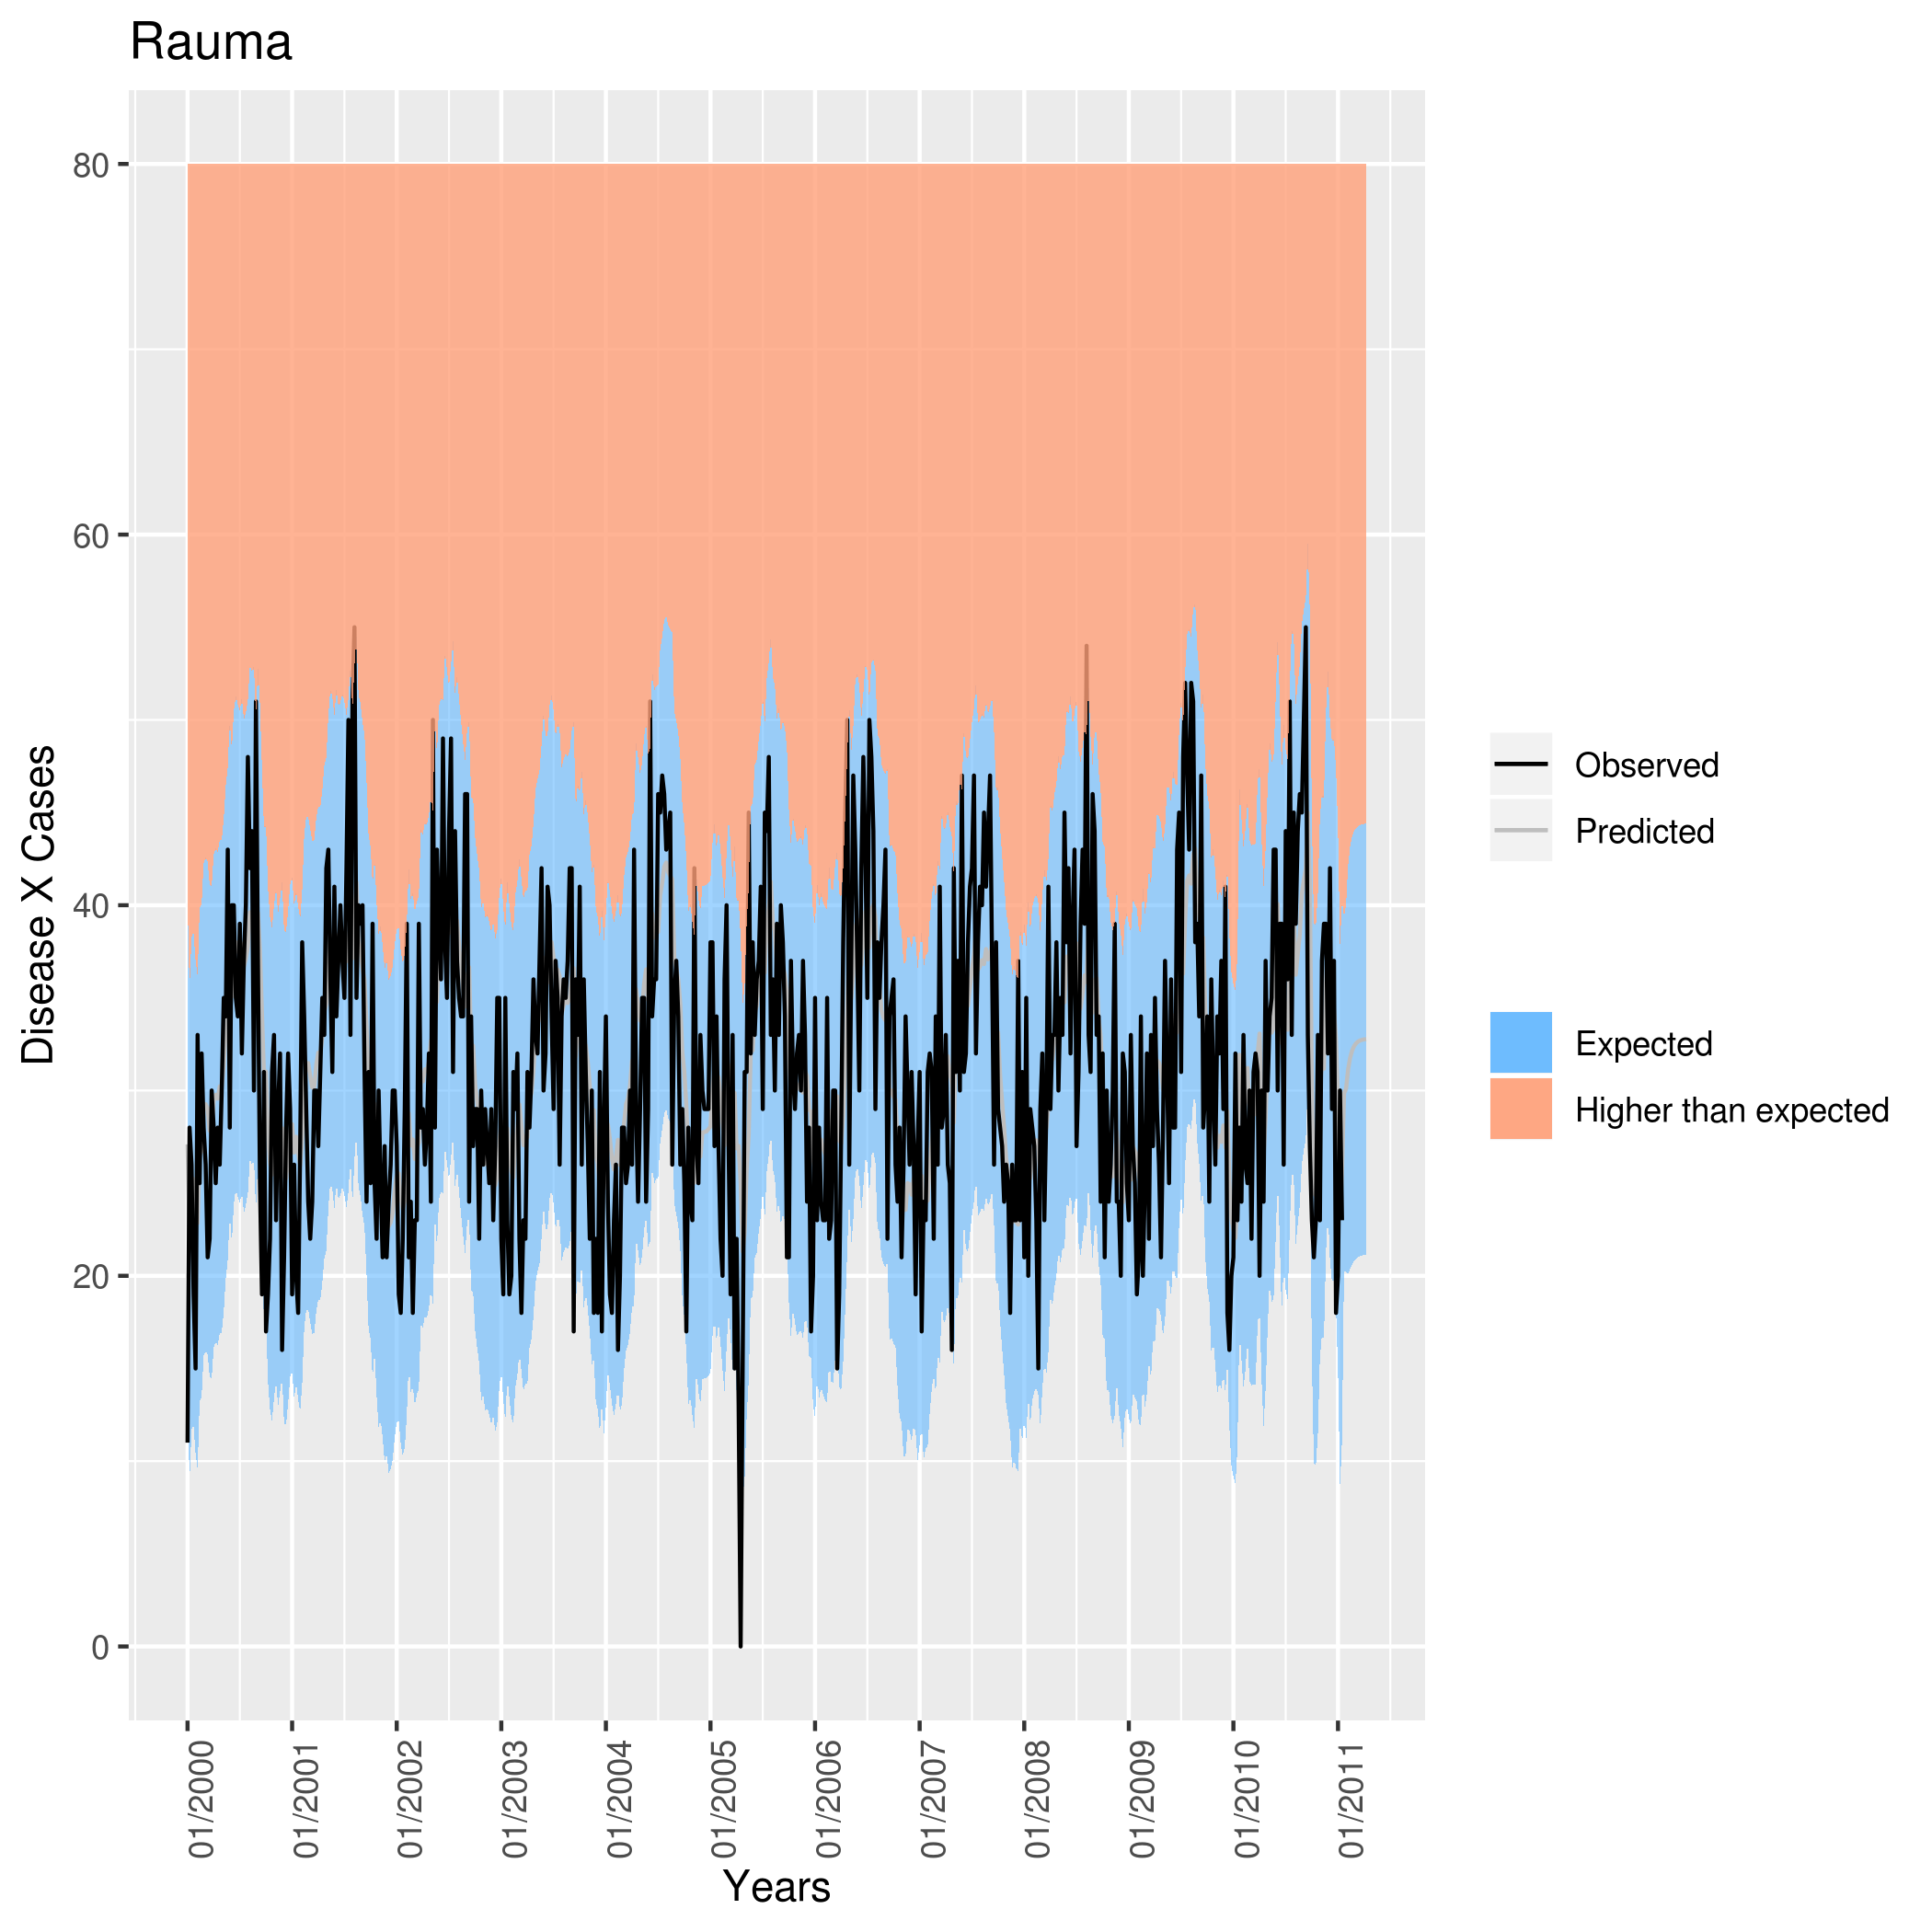 Rauma
Disease X Cases
80
60
40
20
0
01/2000
01/2001
01/2002
01/2003
01/2004
01/2005
01/2006
01/2007
01/2008
01/2009
01/2010
01/2011
Years
Observed
Predicted
Expected
Higher than expected